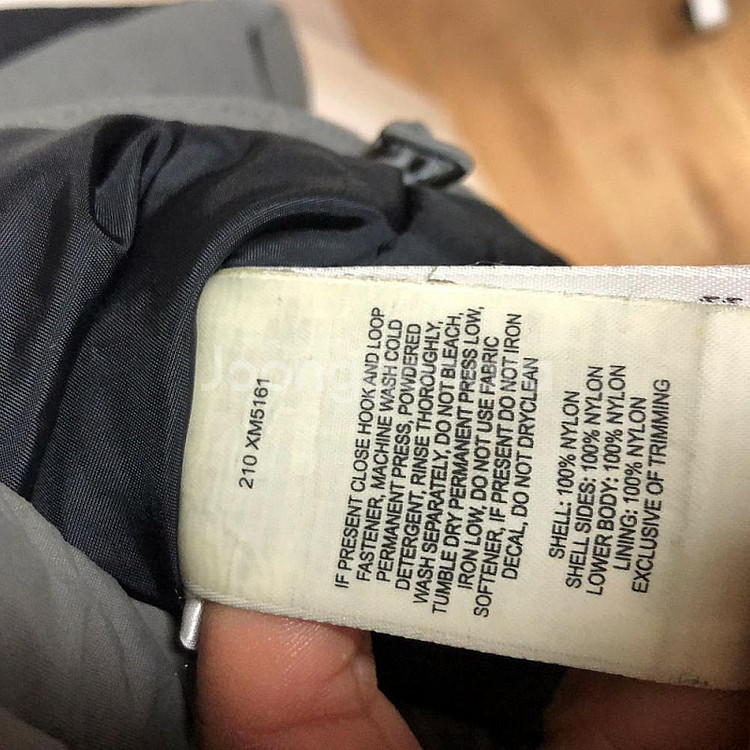 210 XM5161
IF PRESENT CLOSE HOOK AND LOOP
FASTENER, MACHINE WASH COLD
PERMANENT PRESS, POWDERED
DETERGENT, RINSE THOROUGHLY,
WASH SEPARATELY, DO NOT BLEACH,
TUMBLE DRY PERMANENT PRESS LOW,
IRON LOW, DO NOT USE FABRIC
SOFTENER, IF PRESENT DO NOT IRON
DECAL, DO NOT DRYCLEAN
SHELL: 100% NYLON
SHELL SIDES: 100% NYLON
LOWER BODY: 100% NYLON
LINING: 100% NYLON
EXCLUSIVE OF TRIMMING